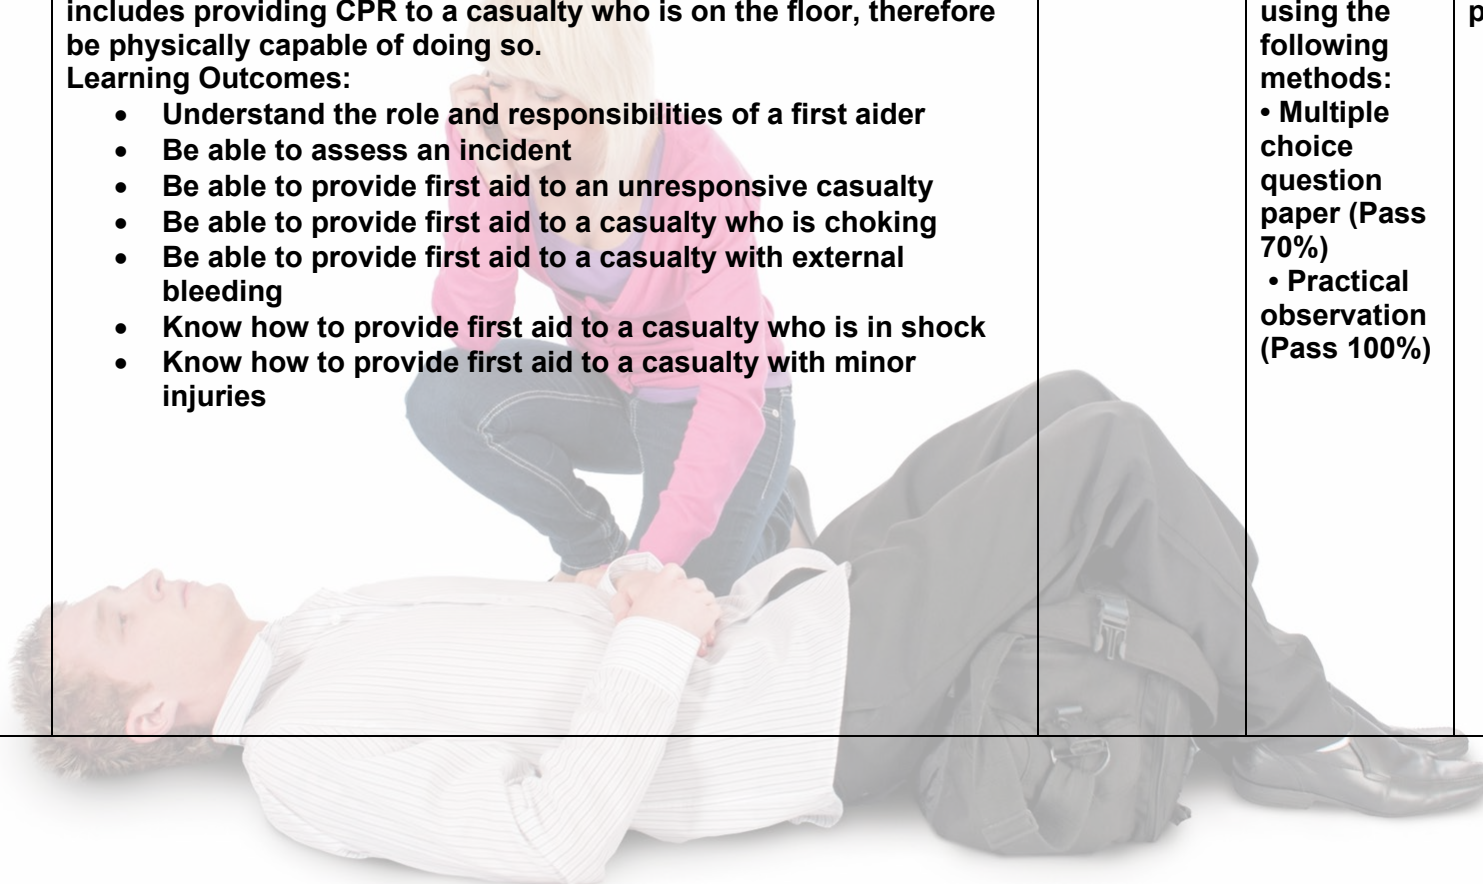 includes providing CPR to a casualty who is on the floor, therefore
be physically capable of doing so.
Learning Outcomes:
• Understand the role and responsibilities of a first aider
• Be able to assess an incident
• Be able to provide first aid to an unresponsive casualty
• Be able to provide first aid to a casualty who is choking
• Be able to provide first aid to a casualty with external
bleeding
• Know how to provide first aid to a casualty who is in shock
• Know how to provide first aid to a casualty with minor
injuries
using the
following
methods:
• Multiple
choice
question
paper (Pass
70%)
• Practical
observation
(Pass 100%)